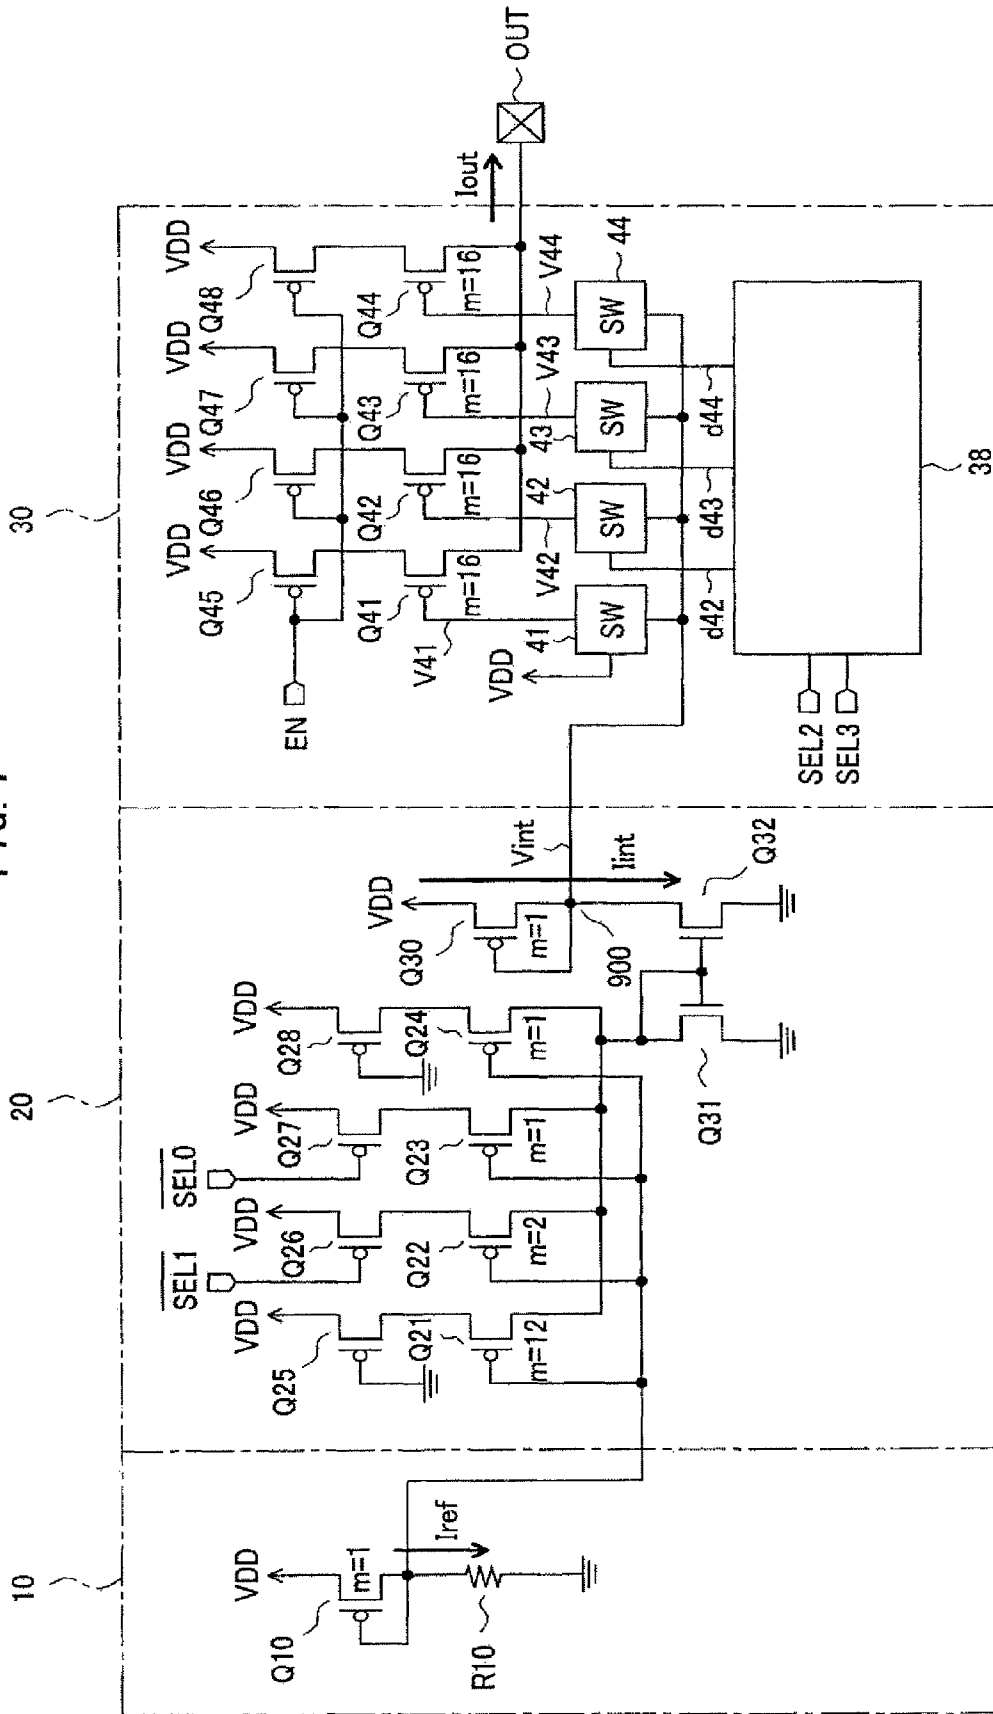 FIG. 7
10
20
30
VDD
Q10
m=1
Iref
R10
SEL1
SEL0
VDD
VDD
VDD
VDD
Q25
Q26
Q27
Q28
Q21
Q22
Q23
Q24
m=12
m=2
m=1
m=1
VDD
Q30
m=1
Vint
Iint
900
Q31
Q32
VDD
VDD
VDD
VDD
Q45
Q46
Q47
Q48
EN
Q41
Q42
Q43
Q44
m=16
m=16
m=16
m=16
Iout
OUT
V41
V42
V43
V44
VDD
41
42
43
44
SW
SW
SW
SW
d42
d43
d44
SEL2
SEL3
38